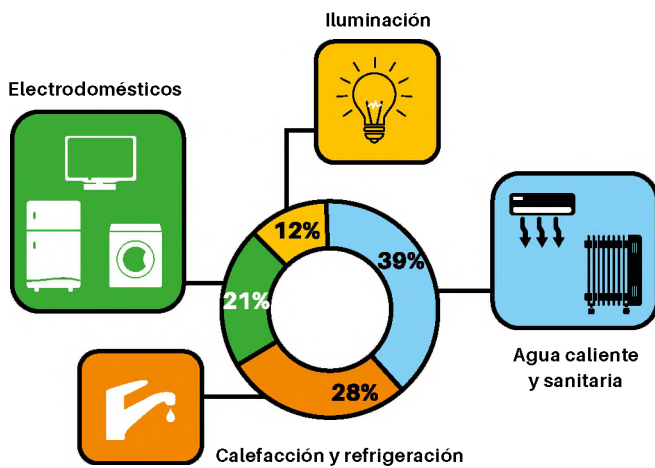 Iluminación
Electrodomésticos
12%
39%
21%
28%
Agua caliente
y sanitaria
Calefacción y refrigeración